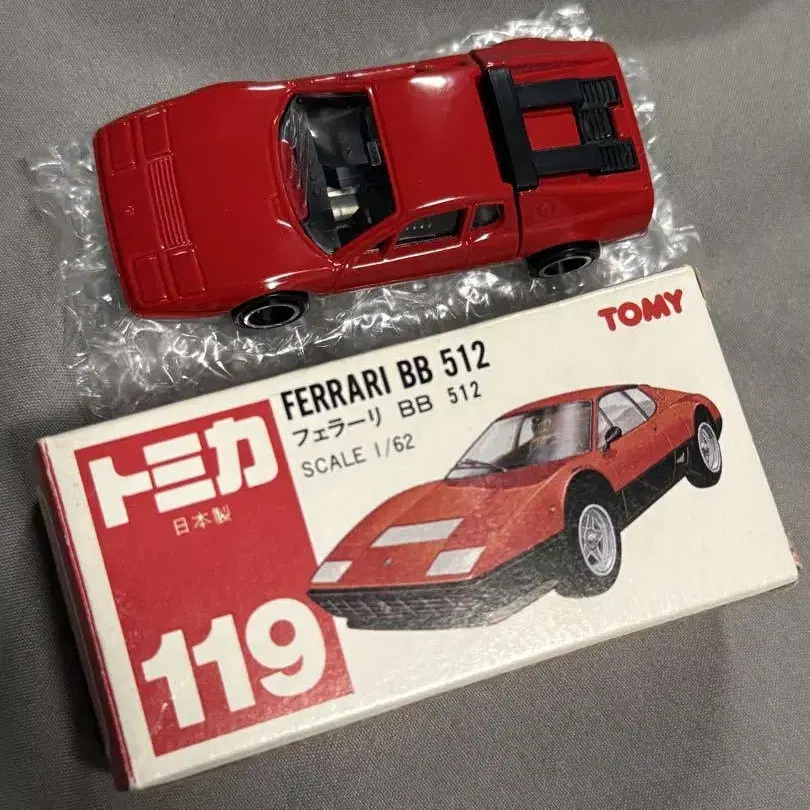 TOMY
FERRARI BB 512
フェラーリ BB 512
SCALE 1/62
トミカ
日本製
119